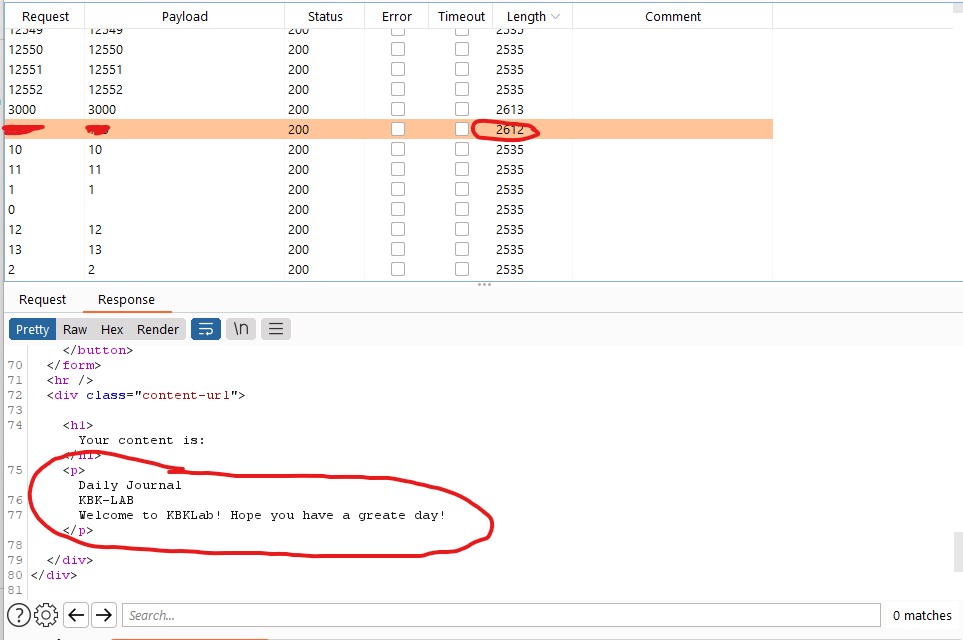 Request Payload Status Error Timeout Length Comment
12549 12549 200 2535
12550 12550 200 2535
12551 12551 200 2535
12552 12552 200 2535
3000 3000 200 2613
200 2612
10 10 200 2535
11 11 200 2535
1 1 200 2535
0 200 2535
12 12 200 2535
13 13 200 2535
2 2 200 2535
Request Response
Pretty Raw Hex Render \n
</button>
70 </form>
71 <hr />
72 <div class="content-url">
73
74 <h1>
Your content is:
</h1>
75 <p>
Daily Journal
76 KBK-LAB
77 Welcome to KBKLab! Hope you have a greate day!
</p>
78
79 </div>
80 </div>
81
? Search... 0 matches